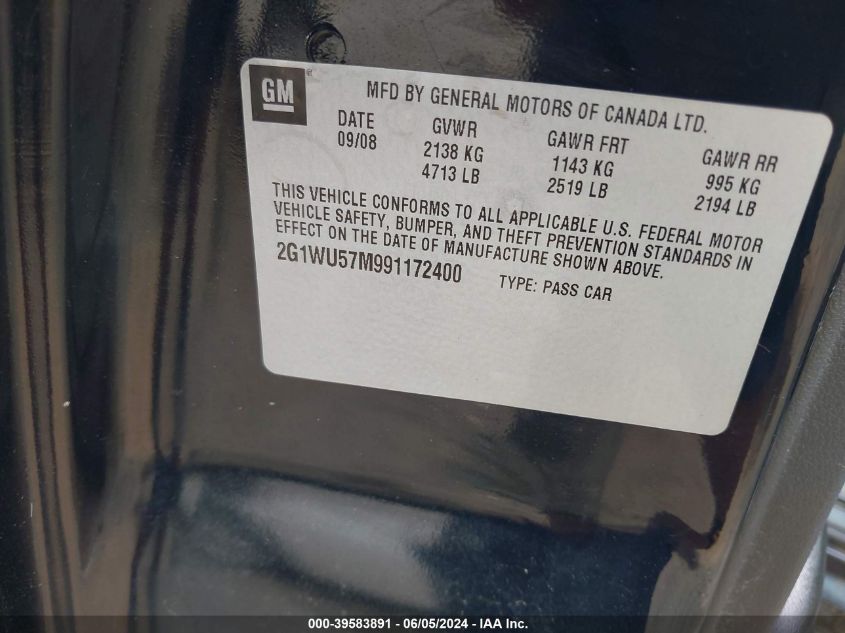 GM
MFD BY GENERAL MOTORS OF CANADA LTD.
DATE GVWR GAWR FRT GAWR RR
09/08 2138 KG 1143 KG 995 KG
4713 LB 2519 LB 2194 LB
THIS VEHICLE CONFORMS TO ALL APPLICABLE U.S. FEDERAL MOTOR
VEHICLE SAFETY, BUMPER, AND THEFT PREVENTION STANDARDS IN
EFFECT ON THE DATE OF MANUFACTURE SHOWN ABOVE.
2G1WU57M991172400 TYPE: PASS CAR
000-39583891 - 06/05/2024 - IAA Inc.